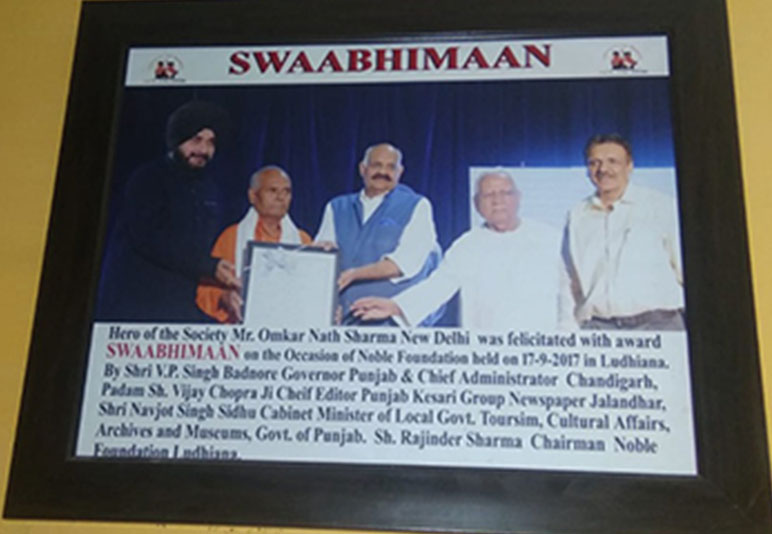 SWAABHIMAAN
Hero of the Society Mr. Omkar Nath Sharma New Delhi was felicitated with award
SWAABHIMAAN on the Occasion of Noble Foundation held on 17-9-2017 in Ludhiana.
By Shri V.P. Singh Badnore Governor Punjab & Chief Administrator Chandigarh,
Padam Sh. Vijay Chopra Ji Cheif Editor Punjab Kesari Group Newspaper Jalandhar,
Shri Navjot Singh Sidhu Cabinet Minister of Local Govt. Toursim, Cultural Affairs,
Archives and Museums, Govt. of Punjab. Sh. Rajinder Sharma Chairman Noble
Foundation Ludhiana.